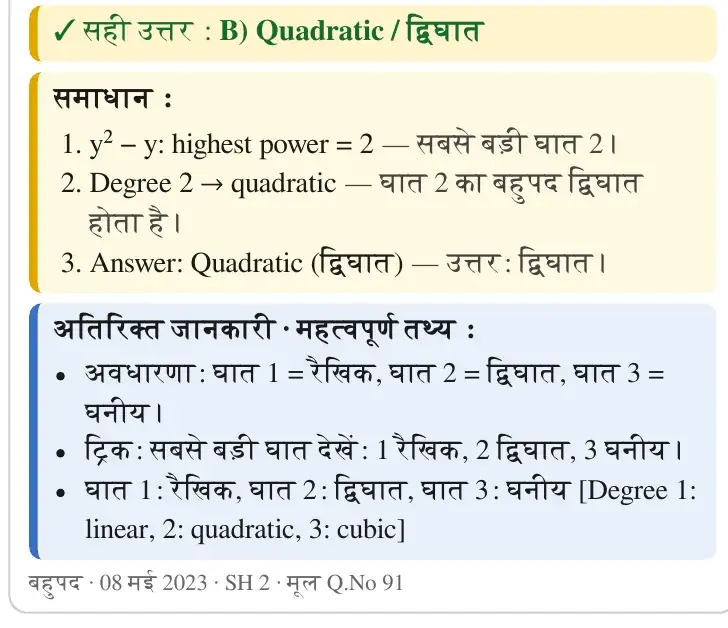 ✓ सही उत्तर : B) Quadratic / द्विघात
समाधान :
1. y² − y: highest power = 2 — सबसे बड़ी घात 2।
2. Degree 2 → quadratic — घात 2 का बहुपद द्विघात
होता है।
3. Answer: Quadratic (द्विघात) — उत्तर : द्विघात।
अतिरिक्त जानकारी · महत्वपूर्ण तथ्य :
• अवधारणा : घात 1 = रैखिक, घात 2 = द्विघात, घात 3 =
घनीय।
• ट्रिक : सबसे बड़ी घात देखें : 1 रैखिक, 2 द्विघात, 3 घनीय।
• घात 1 : रैखिक, घात 2 : द्विघात, घात 3 : घनीय [Degree 1:
linear, 2: quadratic, 3: cubic]
बहुपद · 08 मई 2023 · SH 2 · मूल Q.No 91